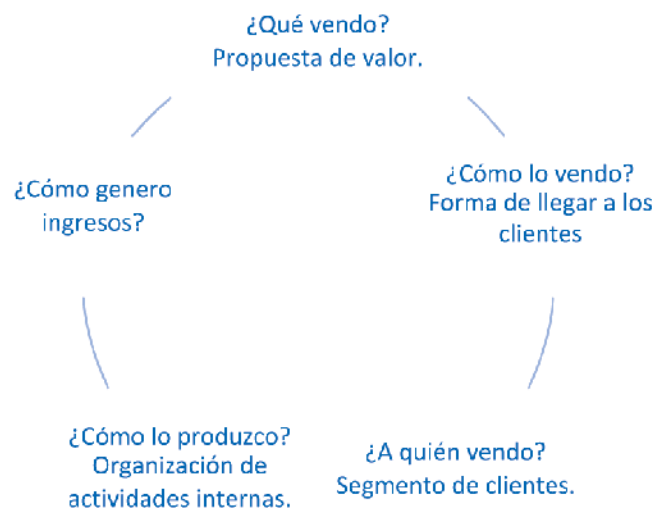 ¿Qué vendo?
Propuesta de valor.
¿Cómo lo vendo?
Forma de llegar a los
clientes
¿A quién vendo?
Segmento de clientes.
¿Cómo lo produzco?
Organización de
actividades internas.
¿Cómo genero
ingresos?